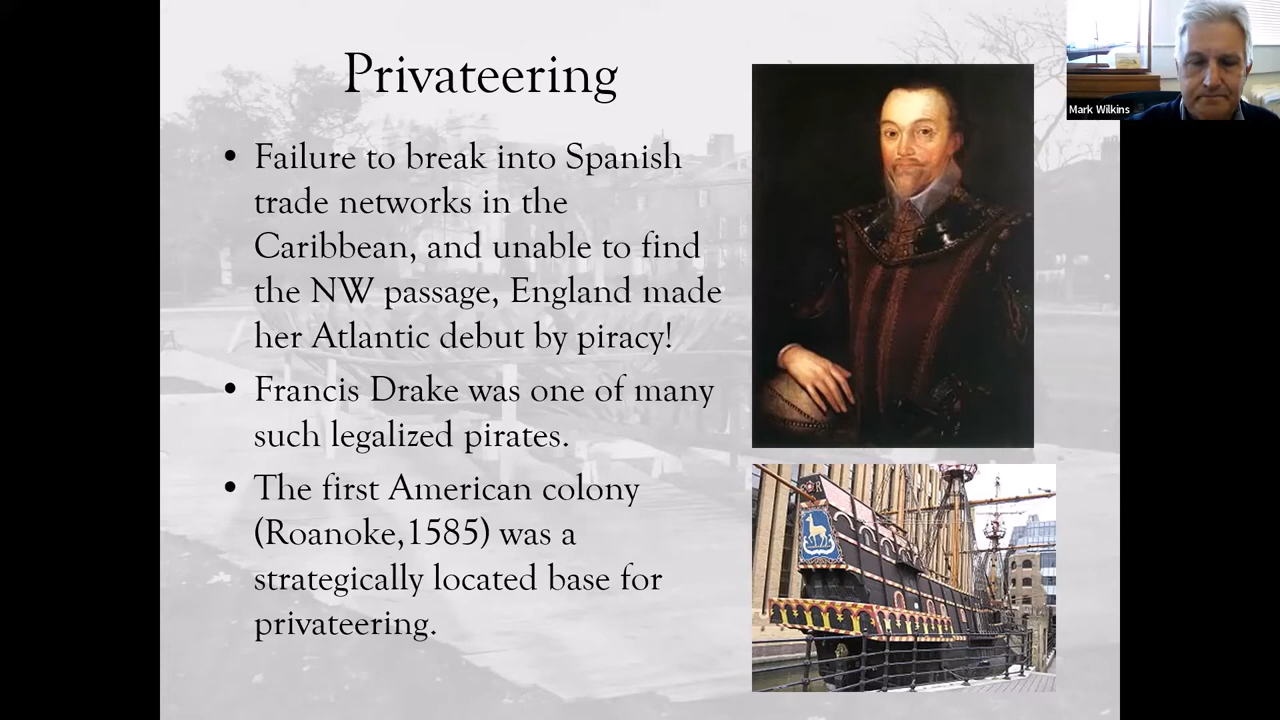 Privateering
• Failure to break into Spanish
trade networks in the
Caribbean, and unable to find
the NW passage, England made
her Atlantic debut by piracy!
• Francis Drake was one of many
such legalized pirates.
• The first American colony
(Roanoke,1585) was a
strategically located base for
privateering.
Mark Wilkins